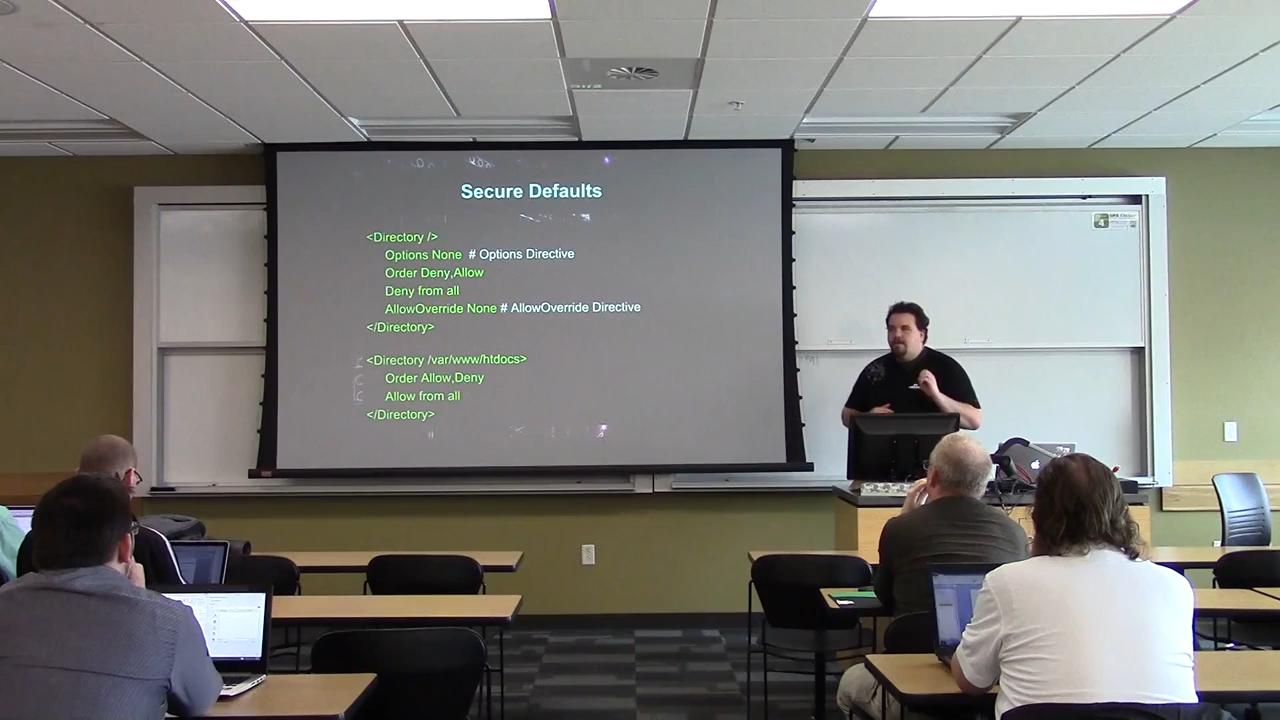 Secure Defaults
<Directory />
Options None # Options Directive
Order Deny,Allow
Deny from all
AllowOverride None # AllowOverride Directive
</Directory>
<Directory /var/www/htdocs>
Order Allow,Deny
Allow from all
</Directory>